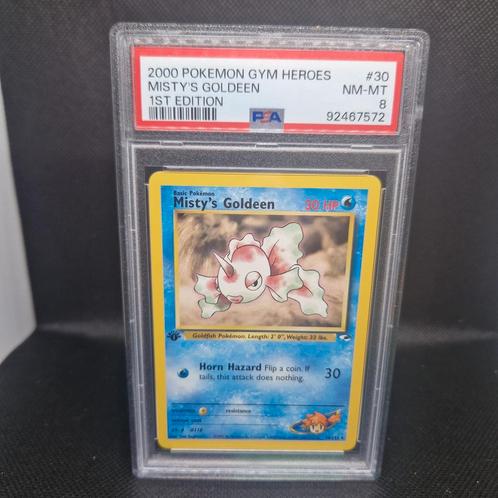 2000 POKEMON GYM HEROES #30
MISTY'S GOLDEEN NM-MT
1ST EDITION 8
PSA 92467572
Basic Pokémon
Misty's Goldeen 30 HP
Goldfish Pokémon. Length: 2' 0", Weight: 33 lbs.
Horn Hazard Flip a coin. If
tails, this attack does nothing. 30
weakness resistance
retreat cost